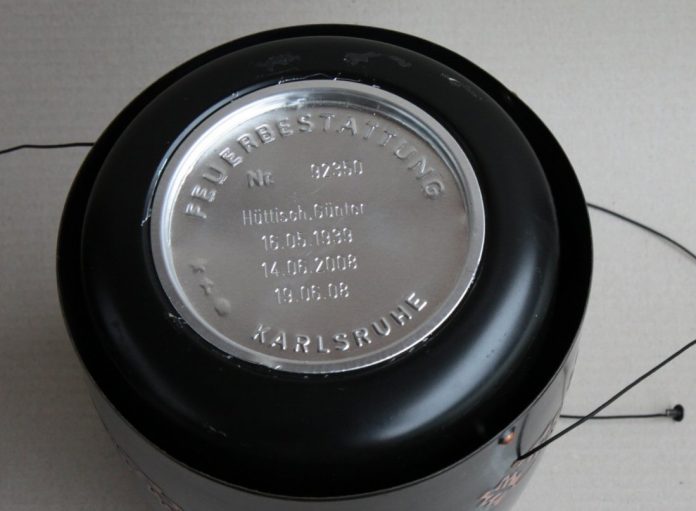 FEUERBESTATTUNG
Nr. 92350
Hüttisch, Günter
16.05.1939
14.06.2008
19.06.08
KARLSRUHE